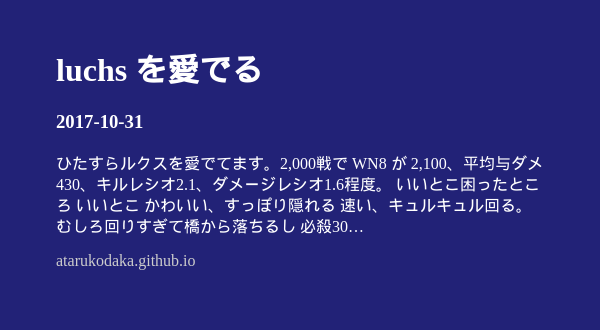 luchs を愛でる
2017-10-31
ひたすらルクスを愛でてます。2,000戦で WN8 が 2,100、平均与ダメ
430、キルレシオ2.1、ダメージレシオ1.6程度。 いいとこ困ったとこ
ろ いいとこ かわいい、すっぽり隠れる 速い、キュルキュル回る。
むしろ回りすぎて橋から落ちるし 必殺30…
atarukodaka.github.io